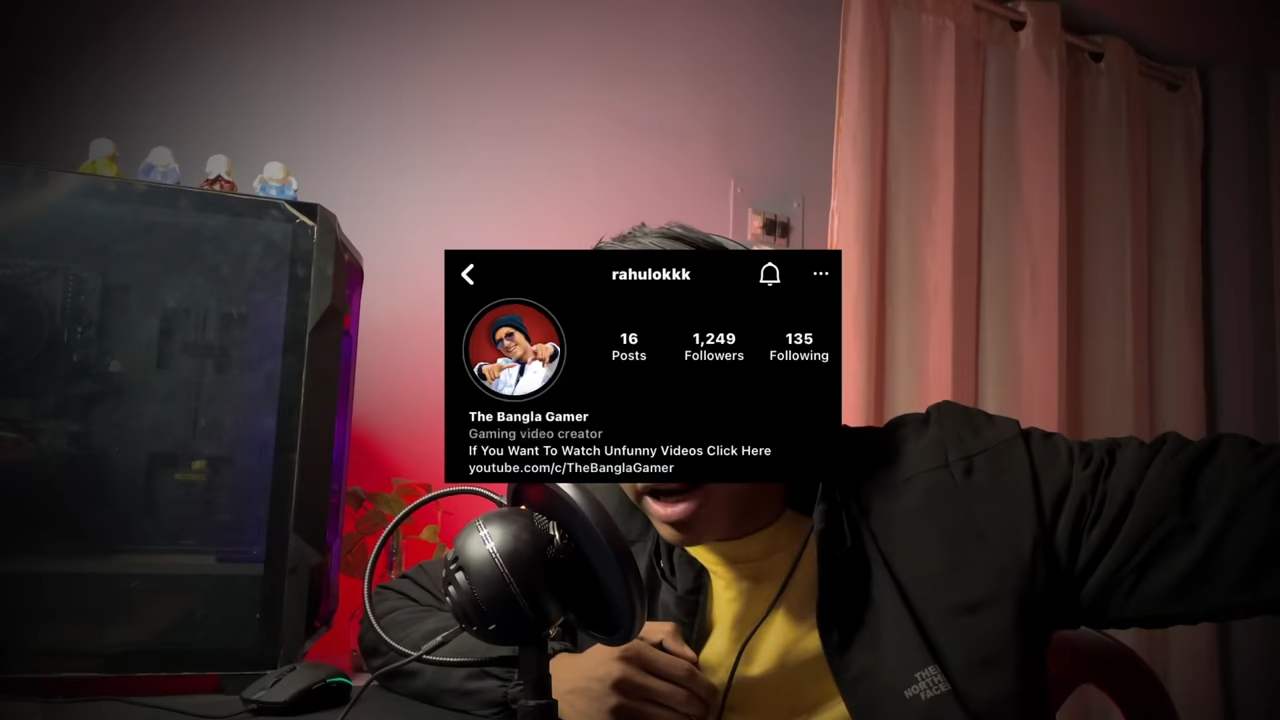 rahulokkk
16 1,249 135
Posts Followers Following
The Bangla Gamer
Gaming video creator
If You Want To Watch Unfunny Videos Click Here
youtube.com/c/TheBanglaGamer
THE
NORTH
FACE